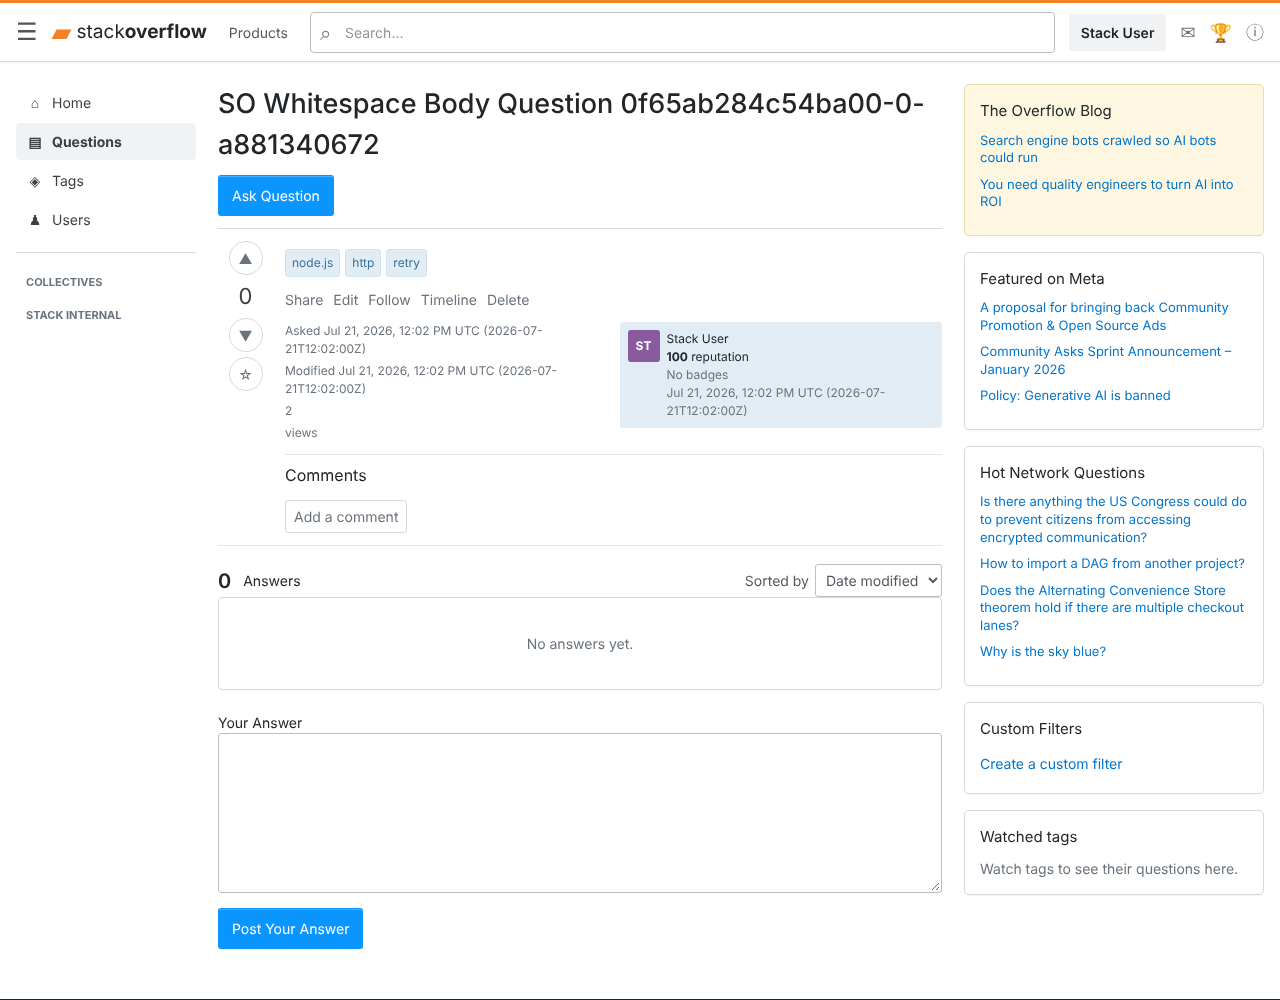 stackoverflow
Products
Search...
Stack User
Home
Questions
Tags
Users
COLLECTIVES
STACK INTERNAL
SO Whitespace Body Question 0f65ab284c54ba00-0-
a881340672
Ask Question
0
node.js http retry
Share Edit Follow Timeline Delete
Asked Jul 21, 2026, 12:02 PM UTC (2026-07-
21T12:02:00Z)
Modified Jul 21, 2026, 12:02 PM UTC (2026-07-
21T12:02:00Z)
2
views
ST
Stack User
100 reputation
No badges
Jul 21, 2026, 12:02 PM UTC (2026-07-
21T12:02:00Z)
Comments
Add a comment
0 Answers
Sorted by Date modified
No answers yet.
Your Answer
Post Your Answer
The Overflow Blog
Search engine bots crawled so AI bots
could run
You need quality engineers to turn AI into
ROI
Featured on Meta
A proposal for bringing back Community
Promotion & Open Source Ads
Community Asks Sprint Announcement –
January 2026
Policy: Generative AI is banned
Hot Network Questions
Is there anything the US Congress could do
to prevent citizens from accessing
encrypted communication?
How to import a DAG from another project?
Does the Alternating Convenience Store
theorem hold if there are multiple checkout
lanes?
Why is the sky blue?
Custom Filters
Create a custom filter
Watched tags
Watch tags to see their questions here.